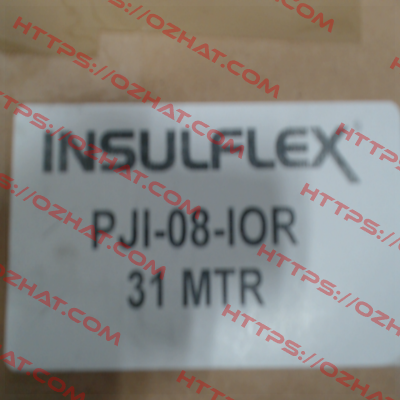 INSULFLEX
PJI-08-IOR
31 MTR
HTTPS://OZHAT.COM